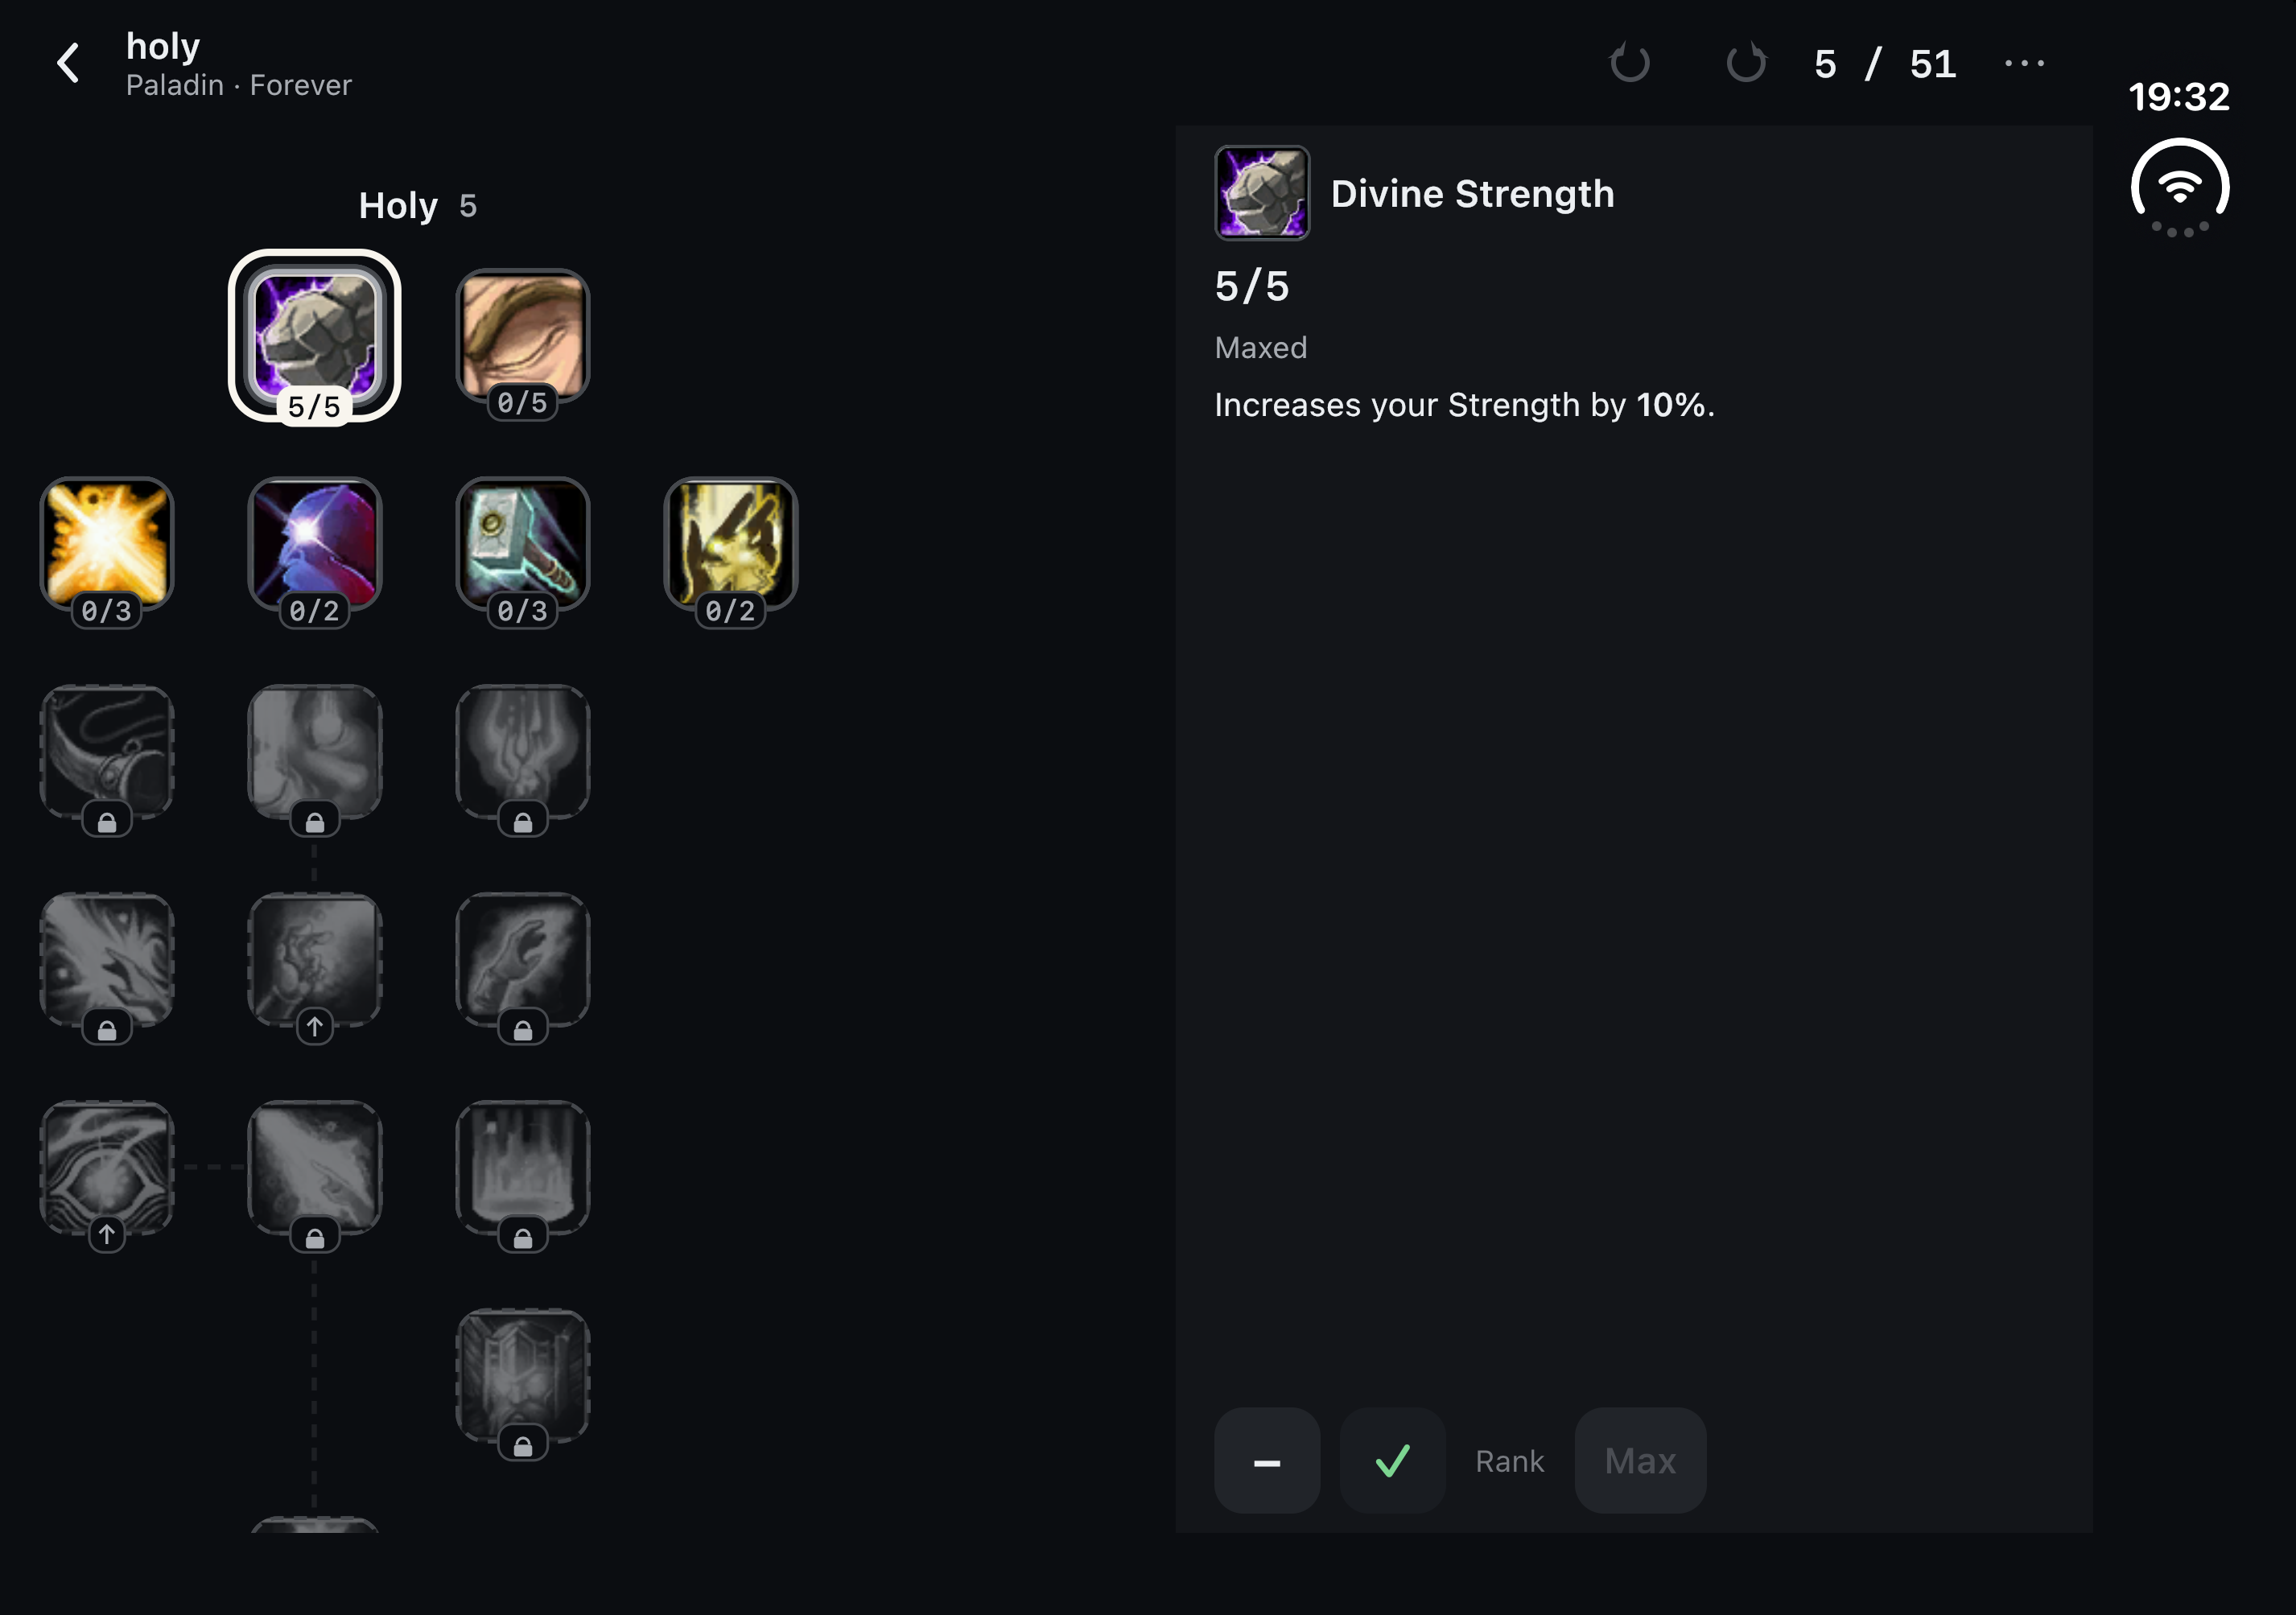 holy
Paladin · Forever
5 / 51
19:32
Holy 5
5/5
0/5
0/3
0/2
0/3
0/2
Divine Strength
5/5
Maxed
Increases your Strength by 10%.
Rank
Max